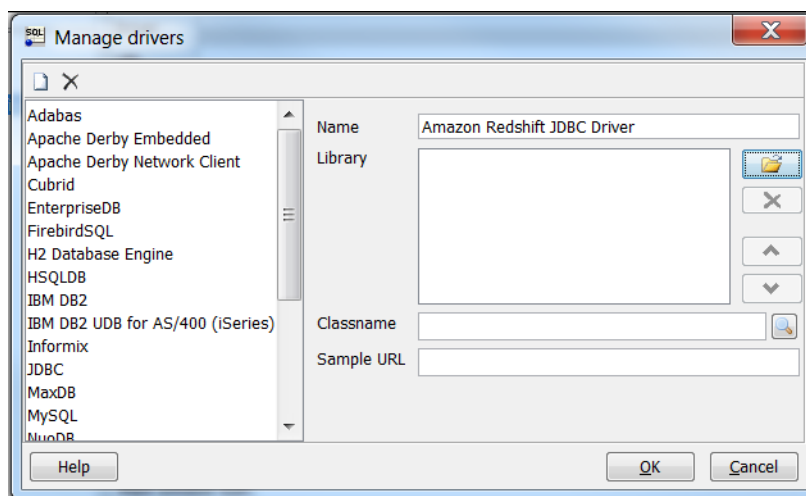 SQL Manage drivers
Adabas
Apache Derby Embedded
Apache Derby Network Client
Cubrid
EnterpriseDB
FirebirdSQL
H2 Database Engine
HSQLDB
IBM DB2
IBM DB2 UDB for AS/400 (iSeries)
Informix
JDBC
MaxDB
MySQL
NuoDB
Name Amazon Redshift JDBC Driver
Library
Classname
Sample URL
Help OK Cancel